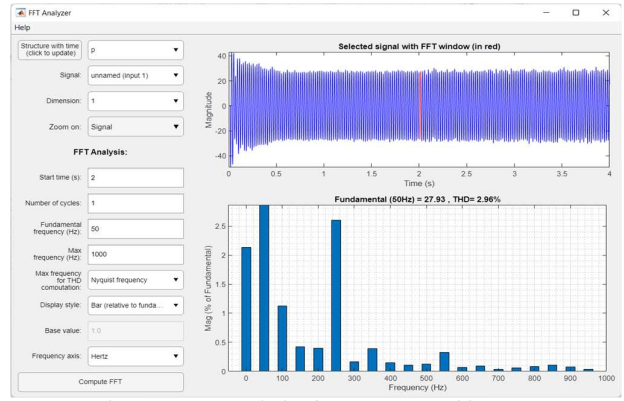 FFT Analyzer
Help
Structure with time
(click to update)
p
Signal:
unnamed (input 1)
Dimension:
1
Zoom on:
Signal
FFT Analysis:
Start time (s):
2
Number of cycles:
1
Fundamental
frequency (Hz):
50
Max
frequency (Hz):
1000
Max frequency
for THD
computation:
Nyquist frequency
Display style:
Bar (relative to funda...
Base value:
1.0
Frequency axis:
Hertz
Compute FFT
Selected signal with FFT window (in red)
Magnitude
40
20
0
-20
-40
0 0.5 1 1.5 2 2.5 3 3.5 4
Time (s)
Fundamental (50Hz) = 27.93 , THD= 2.96%
Mag (% of Fundamental)
2.5
2
1.5
1
0.5
0
0 100 200 300 400 500 600 700 800 900 1000
Frequency (Hz)